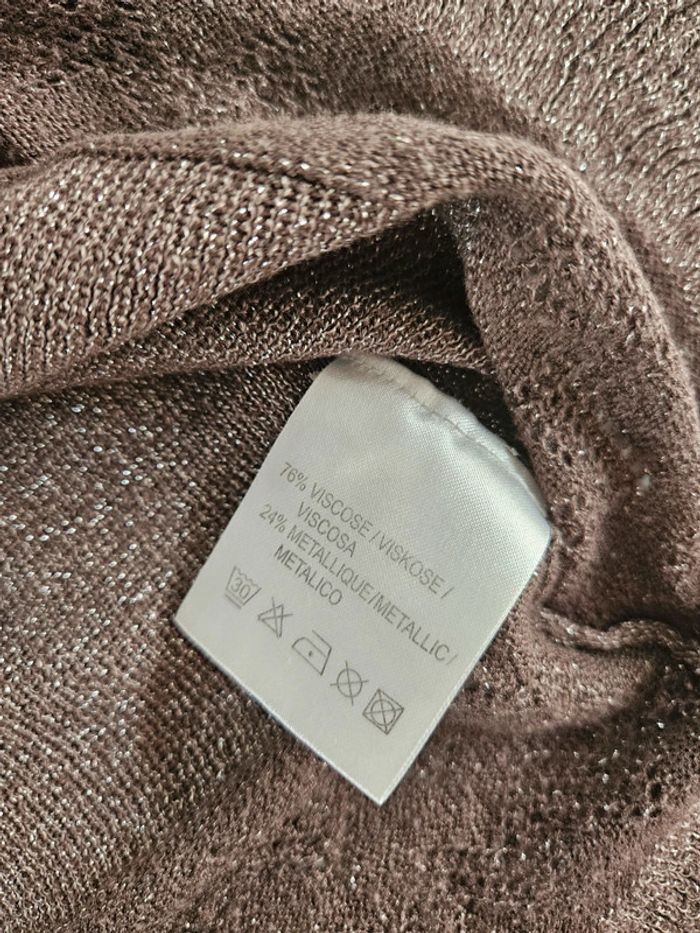 76% VISCOSE / VISKOSE /
VISCOSA
24% METALLIQUE/METALLIC/
METALICO
30